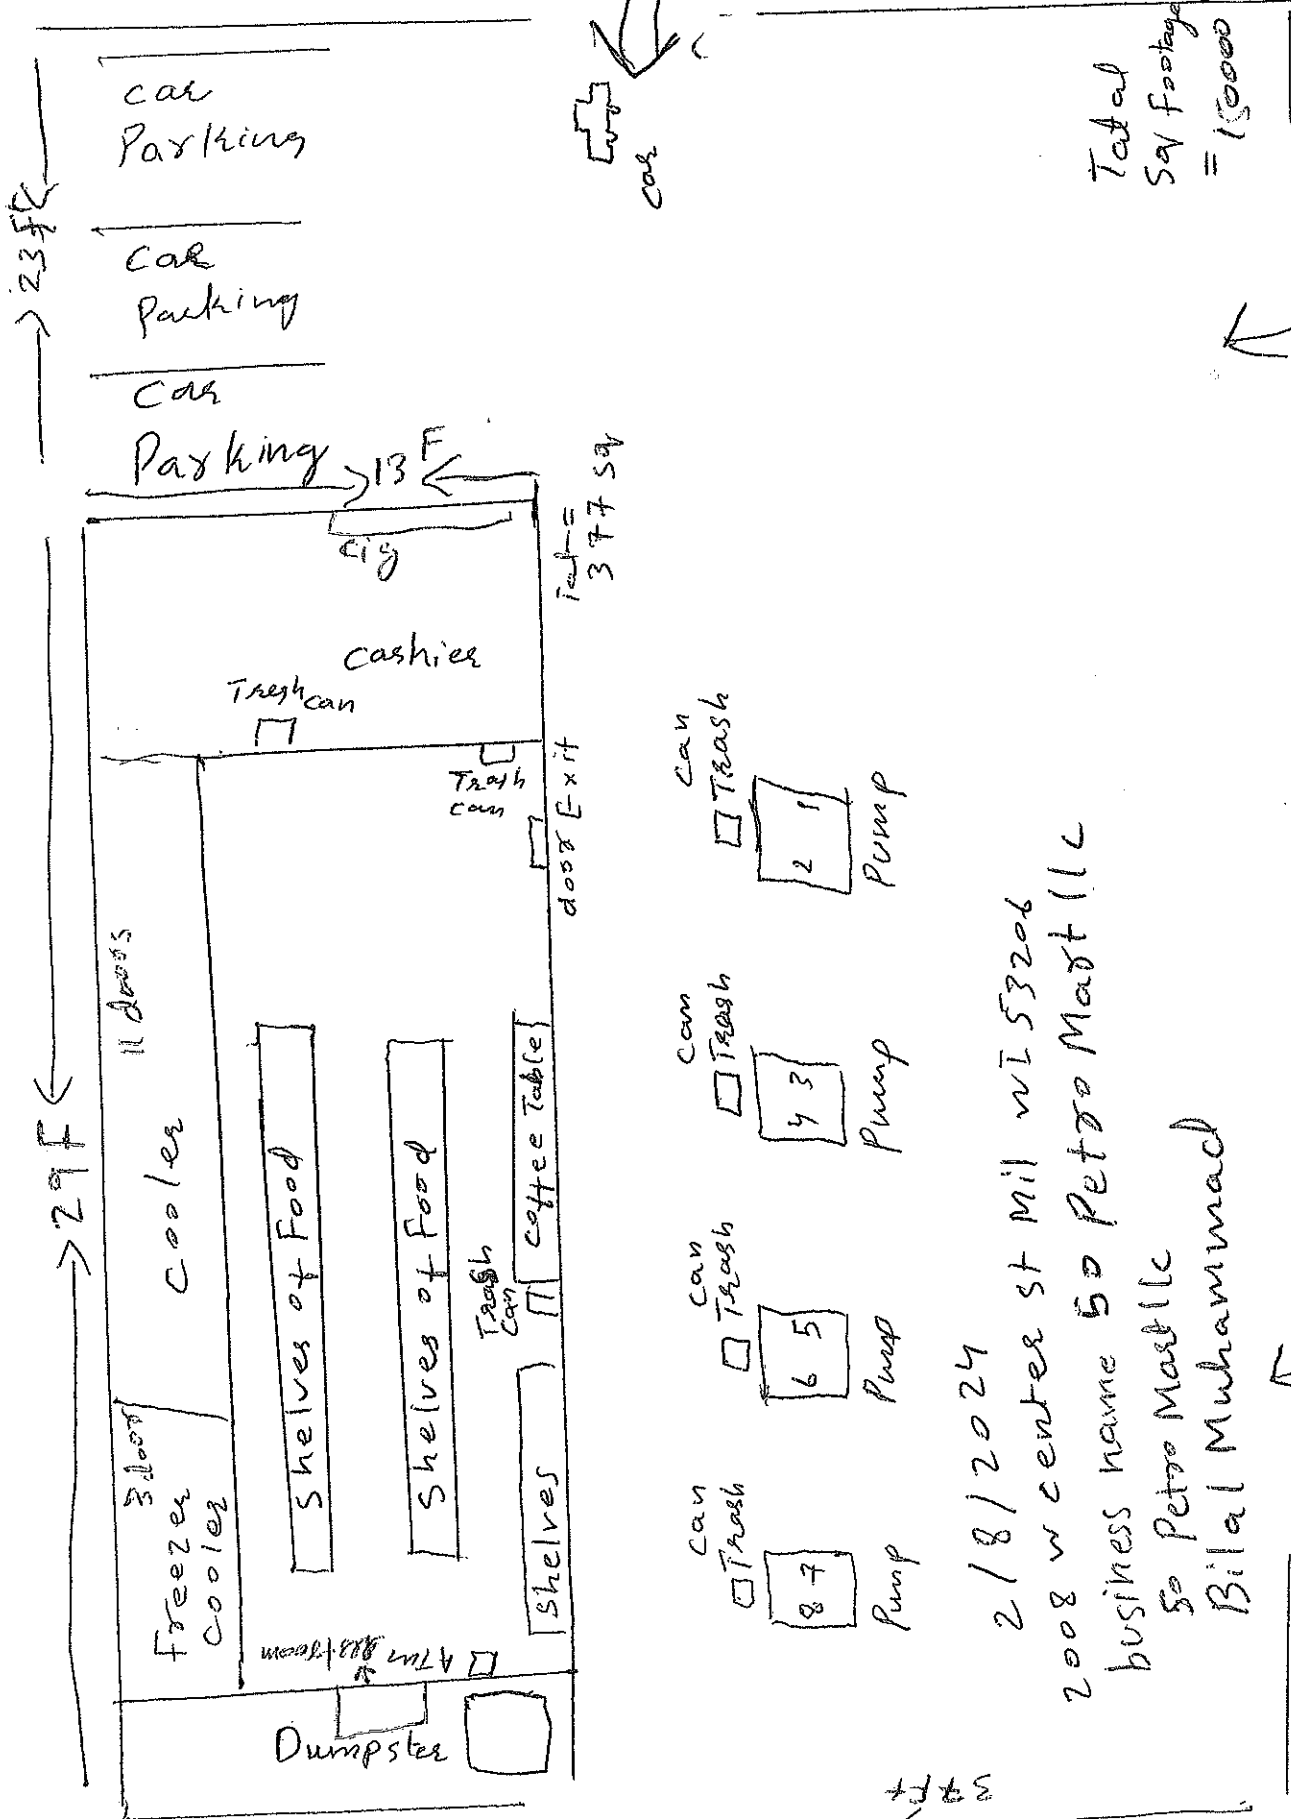 car
Parking
car
Parking
car
Parking
23 ft
13 F
29 F
cig
Tatal
Sq footage
= 150000
car
377 sq
cashier
Tresh can
Trash
can
door Exit
11 doors
cooler
3 door
freezer
cooler
Shelves of Food
Shelves of Food
Coffee Table
Trash
can
Shelves
ATM
restroom
Dumpster
can
Trash
2 1
Pump
can
Trash
4 3
Pump
can
Trash
6 5
Pump
can
Trash
8 7
Pump
37 Ft
2/8/2024
2008 w center st Mil WI 53206
business name 50 Petro Mart llc
50 Petro Mart llc
Bilal Muhammad